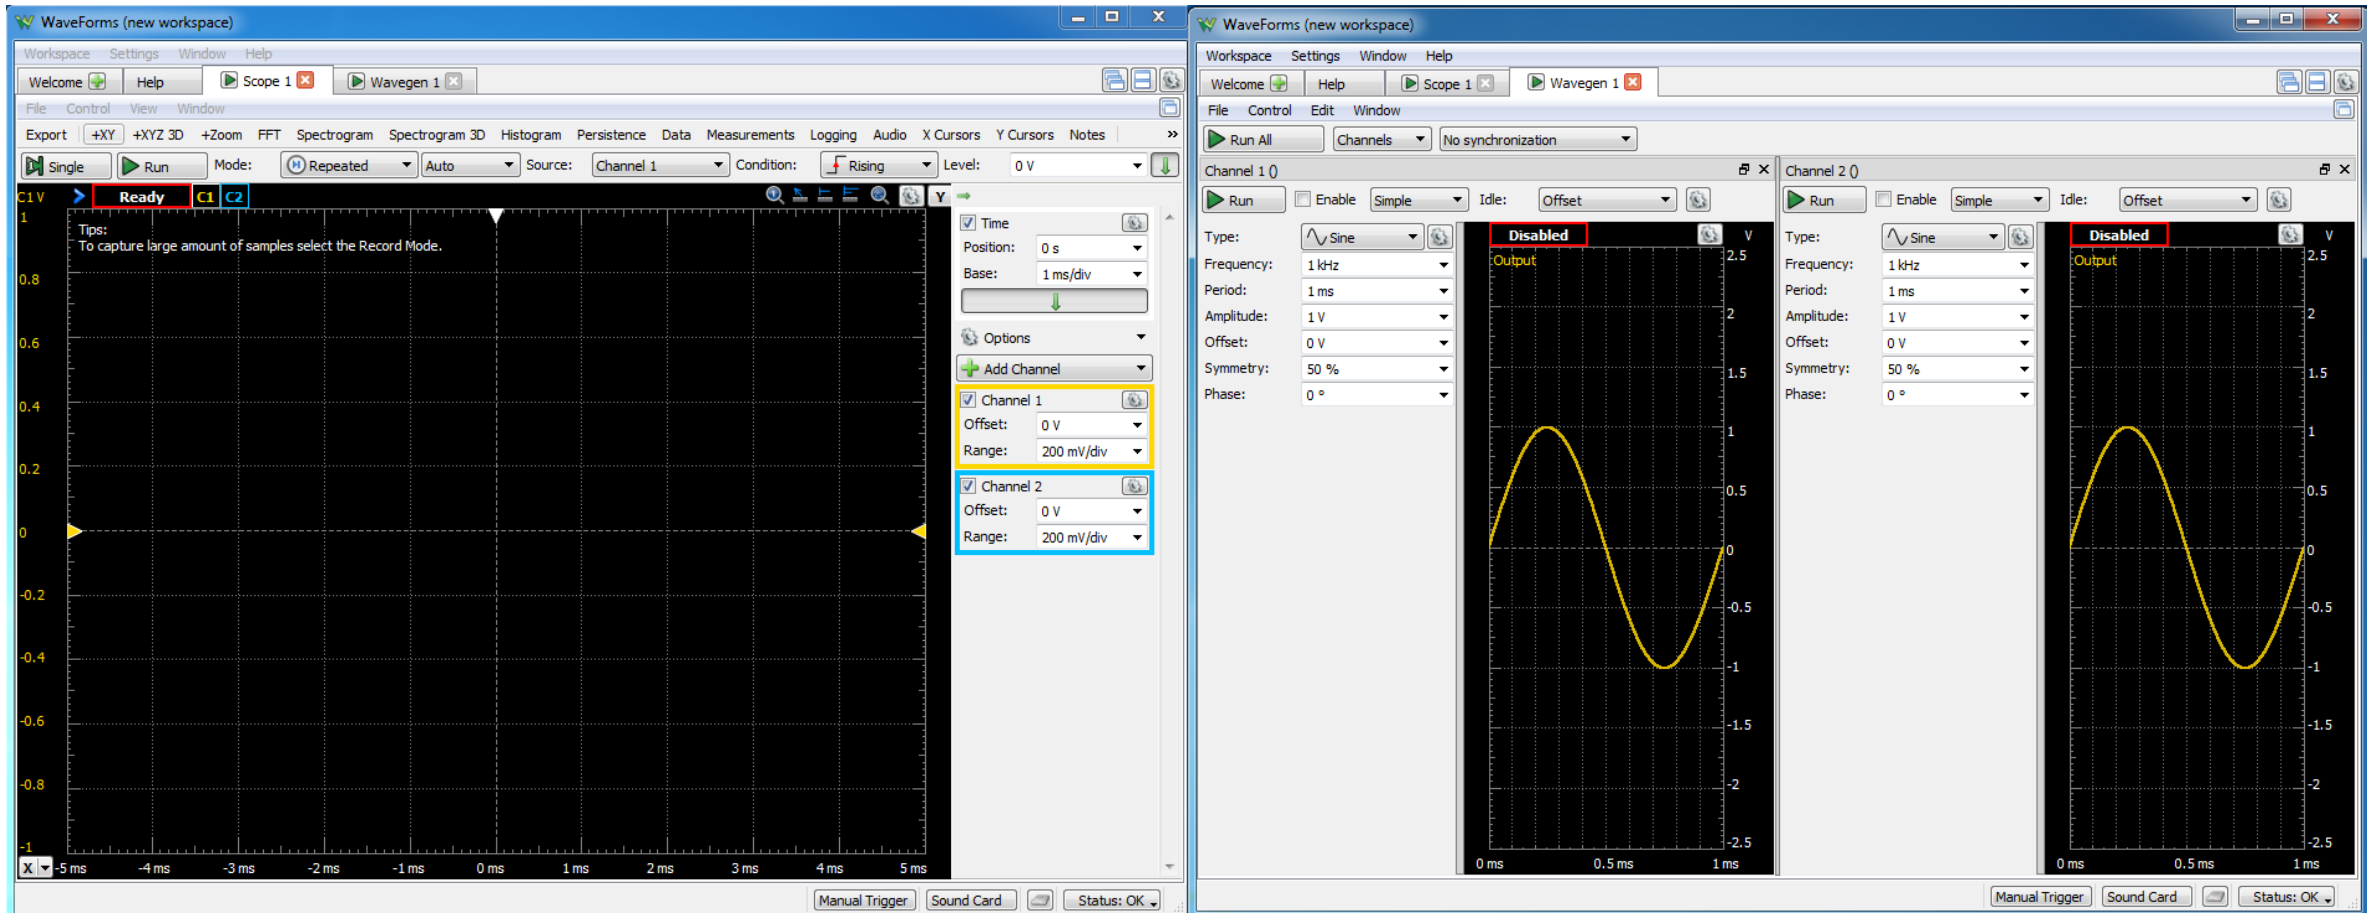 WaveForms (new workspace)
Workspace Settings Window Help
Welcome Help Scope 1 Wavegen 1
File Control View Window
Export +XY +XYZ 3D +Zoom FFT Spectrogram Spectrogram 3D Histogram Persistence Data Measurements Logging Audio X Cursors Y Cursors Notes »
Single Run Mode: Repeated Auto Source: Channel 1 Condition: Rising Level: 0 V
C1 V Ready C1 C2 Y
Tips:
To capture large amount of samples select the Record Mode.
1
0.8
0.6
0.4
0.2
0
-0.2
-0.4
-0.6
-0.8
-1
X -5 ms -4 ms -3 ms -2 ms -1 ms 0 ms 1 ms 2 ms 3 ms 4 ms 5 ms
Time
Position: 0 s
Base: 1 ms/div
Options
Add Channel
Channel 1
Offset: 0 V
Range: 200 mV/div
Channel 2
Offset: 0 V
Range: 200 mV/div
Manual Trigger Sound Card Status: OK
WaveForms (new workspace)
Workspace Settings Window Help
Welcome Help Scope 1 Wavegen 1
File Control Edit Window
Run All Channels No synchronization
Channel 1 ()
Run Enable Simple Idle: Offset
Type: Sine
Frequency: 1 kHz
Period: 1 ms
Amplitude: 1 V
Offset: 0 V
Symmetry: 50 %
Phase: 0 °
Disabled V
Output
2.5
2
1.5
1
0.5
0
-0.5
-1
-1.5
-2
-2.5
0 ms 0.5 ms 1 ms
Channel 2 ()
Run Enable Simple Idle: Offset
Type: Sine
Frequency: 1 kHz
Period: 1 ms
Amplitude: 1 V
Offset: 0 V
Symmetry: 50 %
Phase: 0 °
Disabled V
Output
2.5
2
1.5
1
0.5
0
-0.5
-1
-1.5
-2
-2.5
0 ms 0.5 ms 1 ms
Manual Trigger Sound Card Status: OK